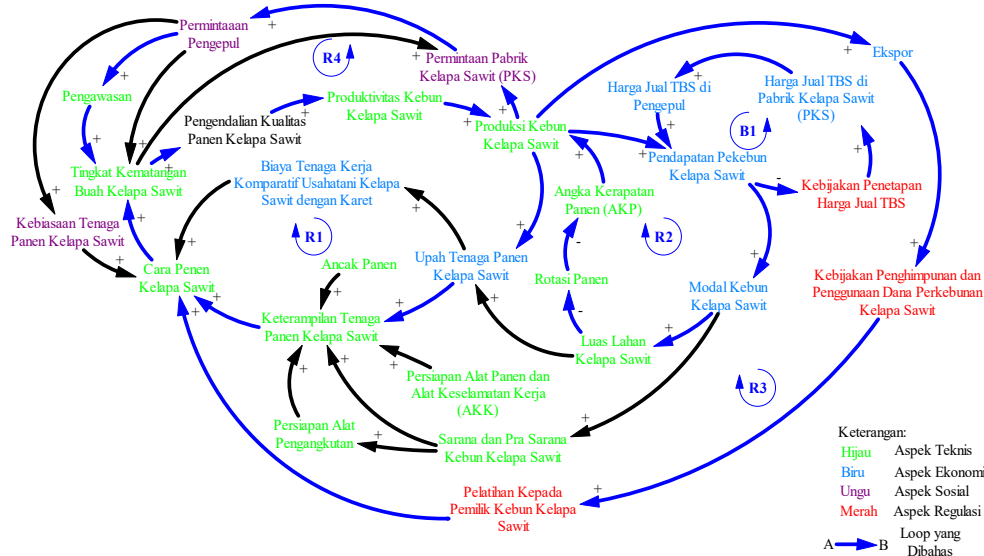 Permintaaan
Pengepul
R4
Permintaan Pabrik
Kelapa Sawit (PKS)
Ekspor
Pengawasan
Produktivitas Kebun
Kelapa Sawit
Harga Jual TBS di
Pengepul
Harga Jual TBS di
Pabrik Kelapa Sawit
(PKS)
Pengendalian Kualitas
Panen Kelapa Sawit
Produksi Kebun
Kelapa Sawit
B1
Tingkat Kematangan
Buah Kelapa Sawit
Biaya Tenaga Kerja
Komparatif Usahatani Kelapa
Sawit dengan Karet
Pendapatan Pekebun
Kelapa Sawit
Angka Kerapatan
Panen (AKP)
Kebijakan Penetapan
Harga Jual TBS
Kebiasaan Tenaga
Panen Kelapa Sawit
R1
R2
Cara Penen
Kelapa Sawit
Ancak Panen
Upah Tenaga Panen
Kelapa Sawit
Rotasi Panen
Modal Kebun
Kelapa Sawit
Kebijakan Penghimpunan dan
Penggunaan Dana Perkebunan
Kelapa Sawit
Keterampilan Tenaga
Panen Kelapa Sawit
Luas Lahan
Kelapa Sawit
Persiapan Alat Panen dan
Alat Keselamatan Kerja
(AKK)
R3
Persiapan Alat
Pengangkutan
Sarana dan Pra Sarana
Kebun Kelapa Sawit
Pelatihan Kepada
Pemilik Kebun Kelapa
Sawit
Keterangan:
Hijau Aspek Teknis
Biru Aspek Ekonomi
Ungu Aspek Sosial
Merah Aspek Regulasi
A B Loop yang
Dibahas